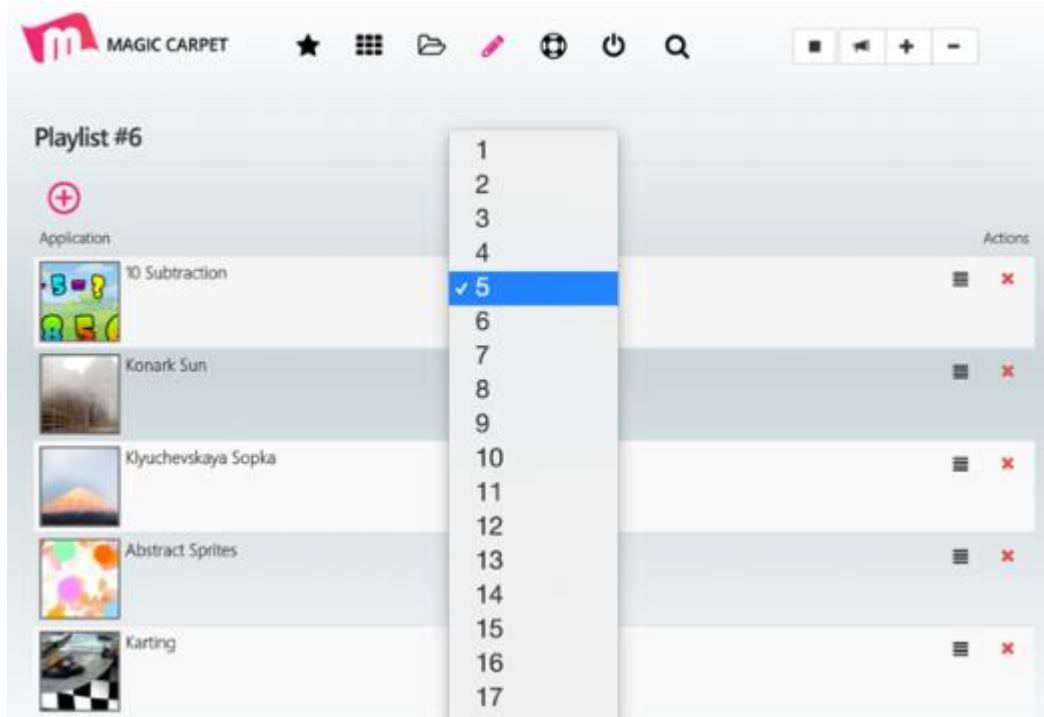 MAGIC CARPET
Playlist #6
Application
Actions
1
2
3
4
✓ 5
6
7
8
9
10
11
12
13
14
15
16
17
10 Subtraction
Konark Sun
Klyuchevskaya Sopka
Abstract Sprites
Karting